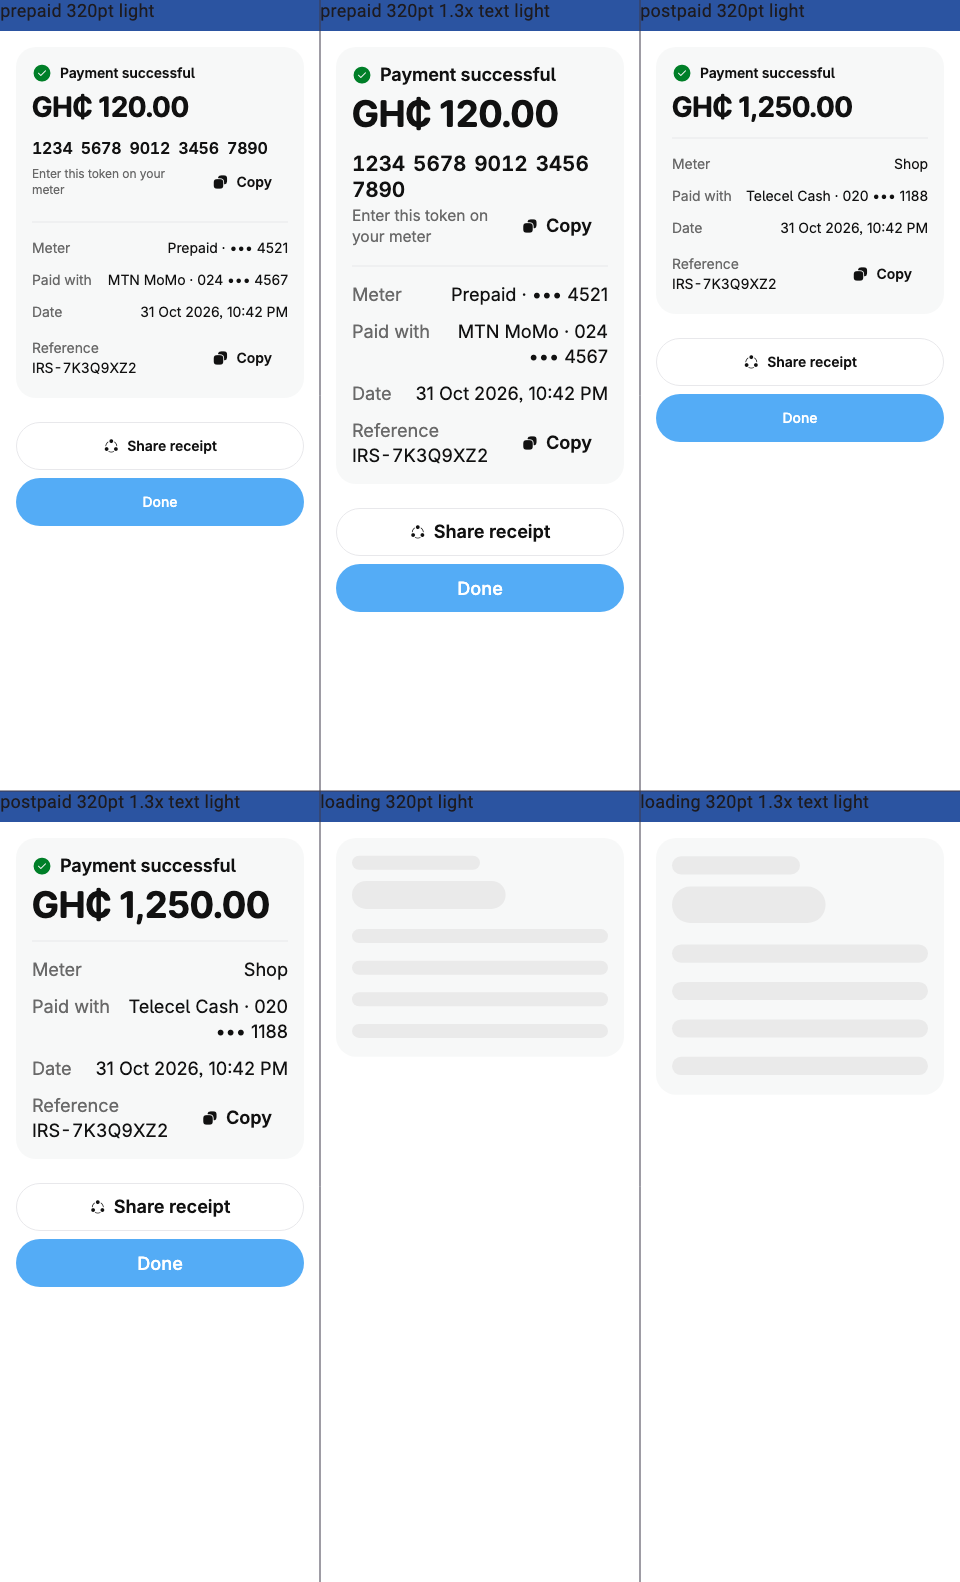 prepaid 320pt light
Payment successful
GH₵ 120.00
1234 5678 9012 3456 7890
Enter this token on your
meter
Copy
Meter Prepaid · ••• 4521
Paid with MTN MoMo · 024 ••• 4567
Date 31 Oct 2026, 10:42 PM
Reference
IRS-7K3Q9XZ2
Copy
Share receipt
Done
prepaid 320pt 1.3x text light
Payment successful
GH₵ 120.00
1234 5678 9012 3456
7890
Enter this token on
your meter
Copy
Meter Prepaid · ••• 4521
Paid with MTN MoMo · 024
••• 4567
Date 31 Oct 2026, 10:42 PM
Reference
IRS-7K3Q9XZ2
Copy
Share receipt
Done
postpaid 320pt light
Payment successful
GH₵ 1,250.00
Meter Shop
Paid with Telecel Cash · 020 ••• 1188
Date 31 Oct 2026, 10:42 PM
Reference
IRS-7K3Q9XZ2
Copy
Share receipt
Done
postpaid 320pt 1.3x text light
Payment successful
GH₵ 1,250.00
Meter Shop
Paid with Telecel Cash · 020
••• 1188
Date 31 Oct 2026, 10:42 PM
Reference
IRS-7K3Q9XZ2
Copy
Share receipt
Done
loading 320pt light
loading 320pt 1.3x text light